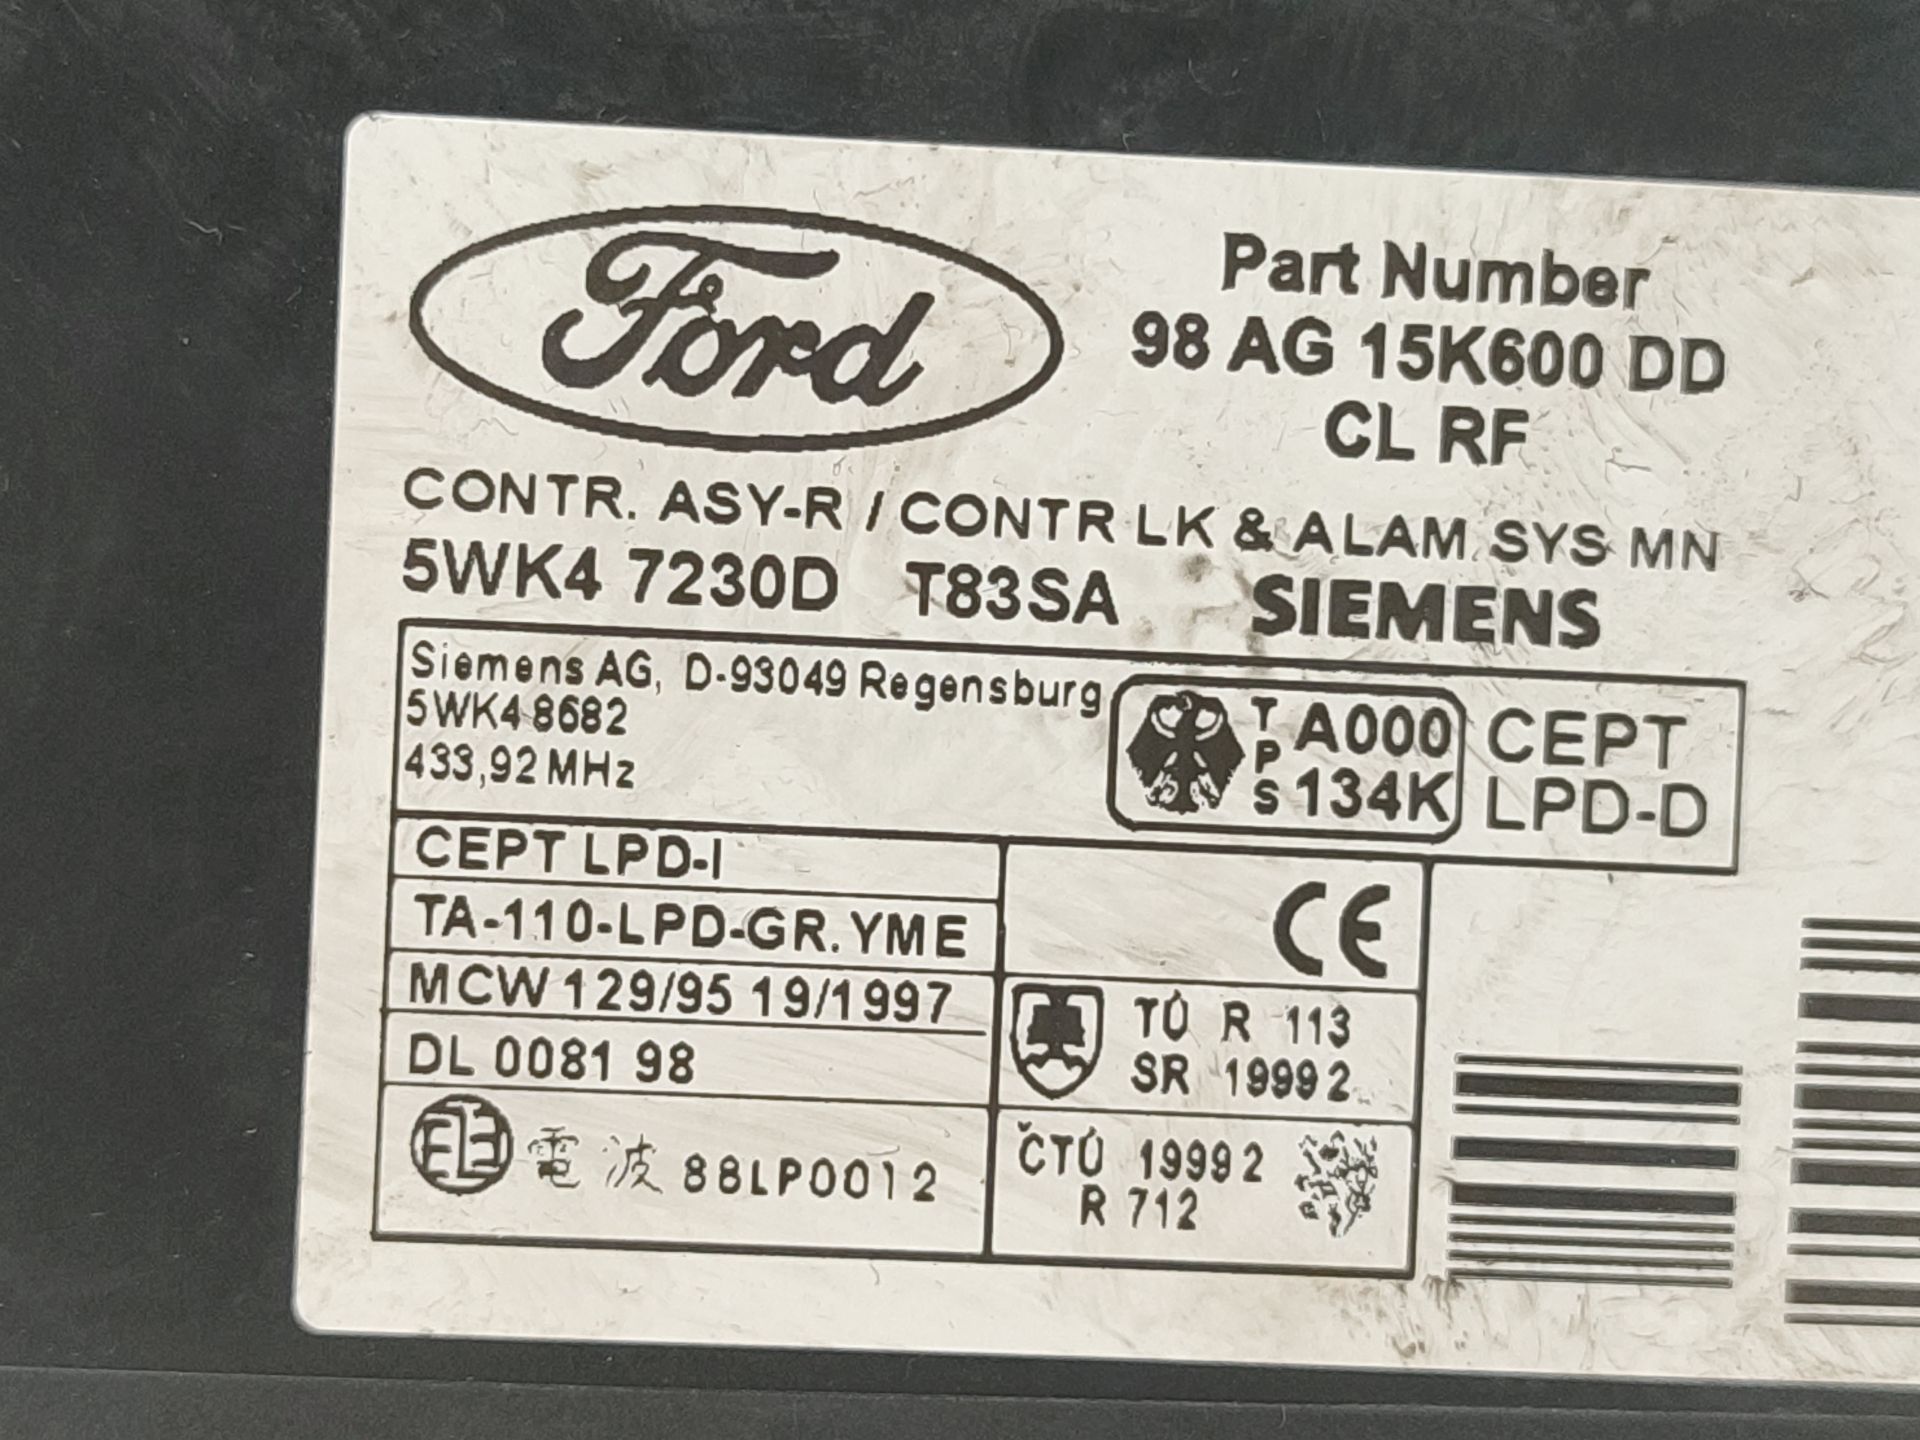 Ford
Part Number
98 AG 15K600 DD
CL RF
CONTR. ASY-R / CONTR LK & ALAM. SYS MN
5WK4 7230D T83SA SIEMENS
Siemens AG, D-93049 Regensburg
5WK4 8682
433,92 MHz
TPS A000
134K
CEPT
LPD-D
CEPT LPD-I
TA-110-LPD-GR. YME
MCW 129/95 19/1997
DL 0081 98
電波 88LP0012
CE
TÚ R 113
SR 1999 2
ČTÚ 1999 2
R 712